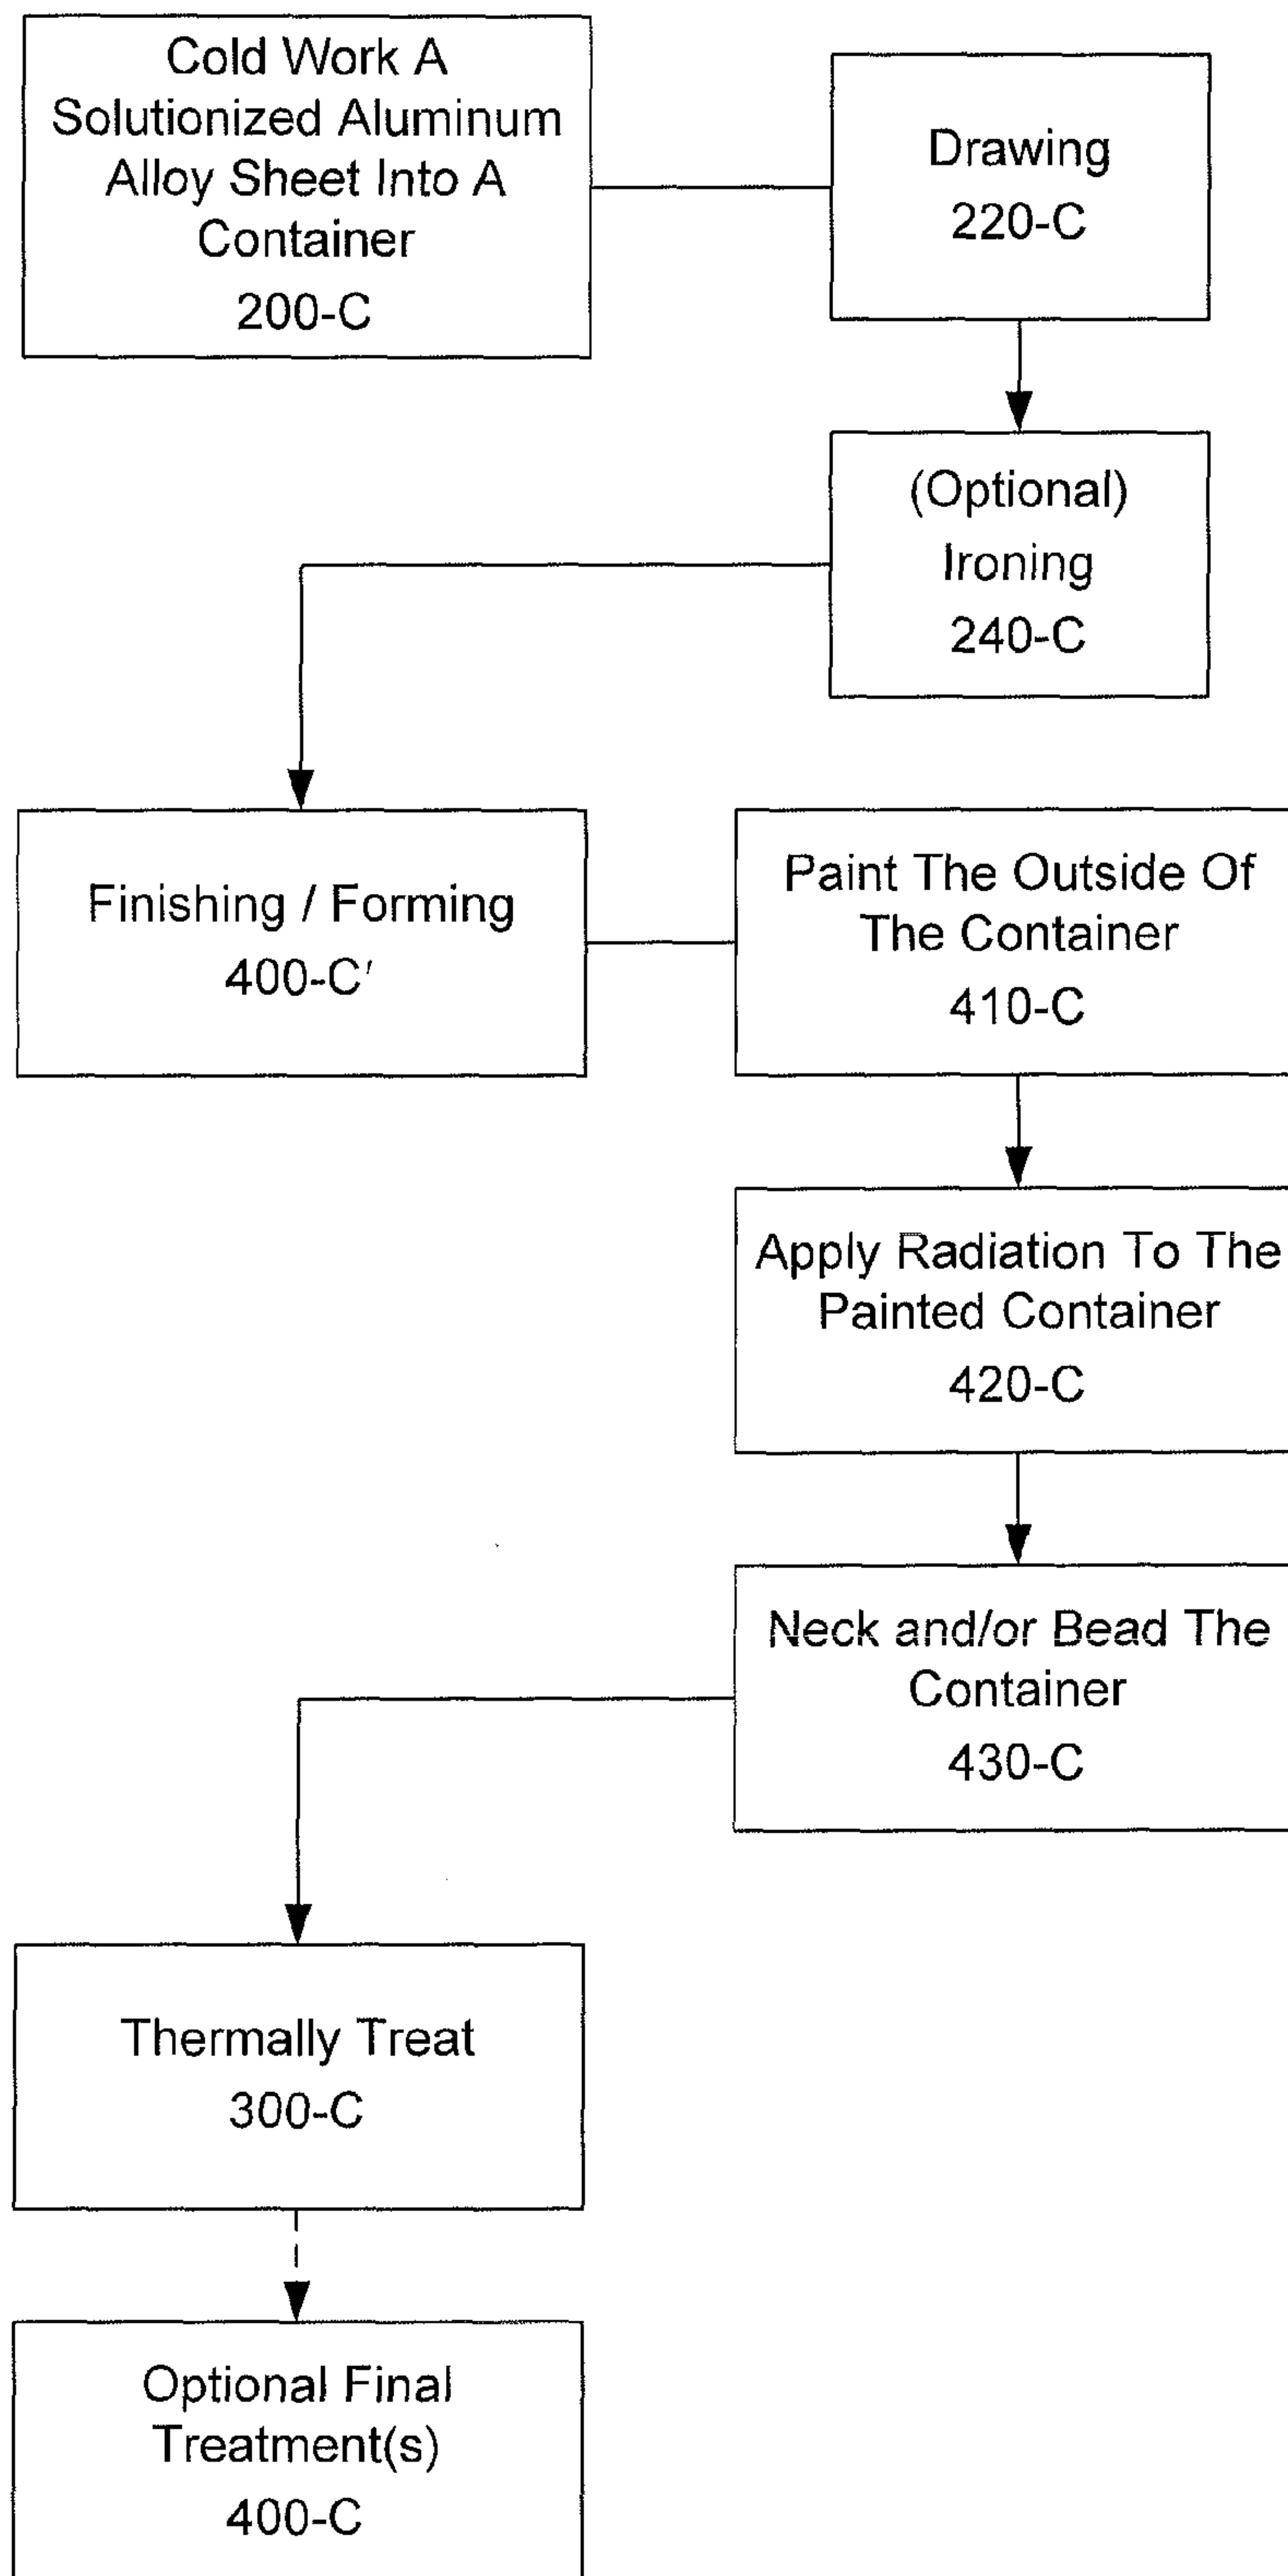 Cold Work A
Solutionized Aluminum
Alloy Sheet Into A
Container
200-C
Drawing
220-C
(Optional)
Ironing
240-C
Finishing / Forming
400-C'
Paint The Outside Of
The Container
410-C
Apply Radiation To The
Painted Container
420-C
Neck and/or Bead The
Container
430-C
Thermally Treat
300-C
Optional Final
Treatment(s)
400-C